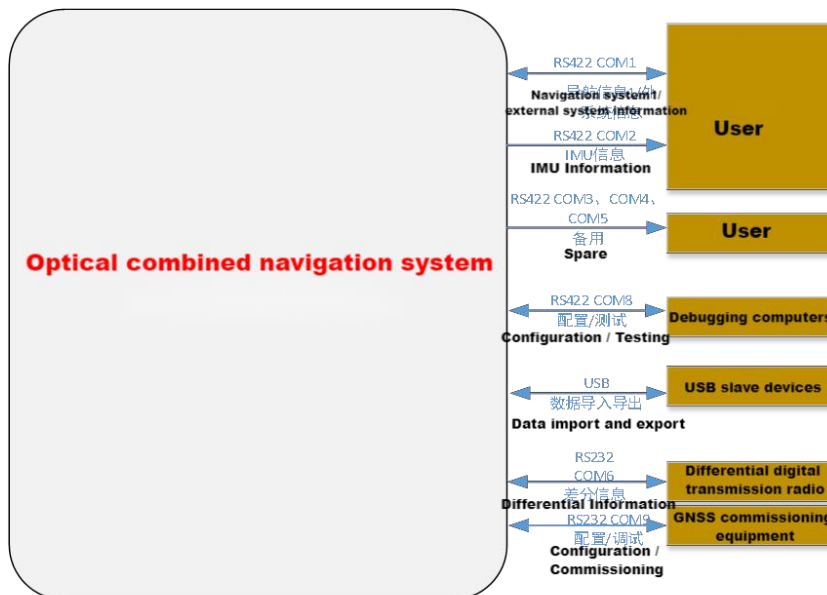 Optical combined navigation system
RS422 COM1
导航信息1/外
系统信息
Navigation system1/
external system information
User
RS422 COM2
IMU信息
IMU Information
RS422 COM3、COM4、
COM5
备用
Spare
User
RS422 COM8
配置/测试
Configuration / Testing
Debugging computers
USB
数据导入导出
Data import and export
USB slave devices
RS232
COM6
差分信息
Differential Information
Differential digital
transmission radio
RS232 COM9
配置/调试
Configuration /
Commissioning
GNSS commissioning
equipment